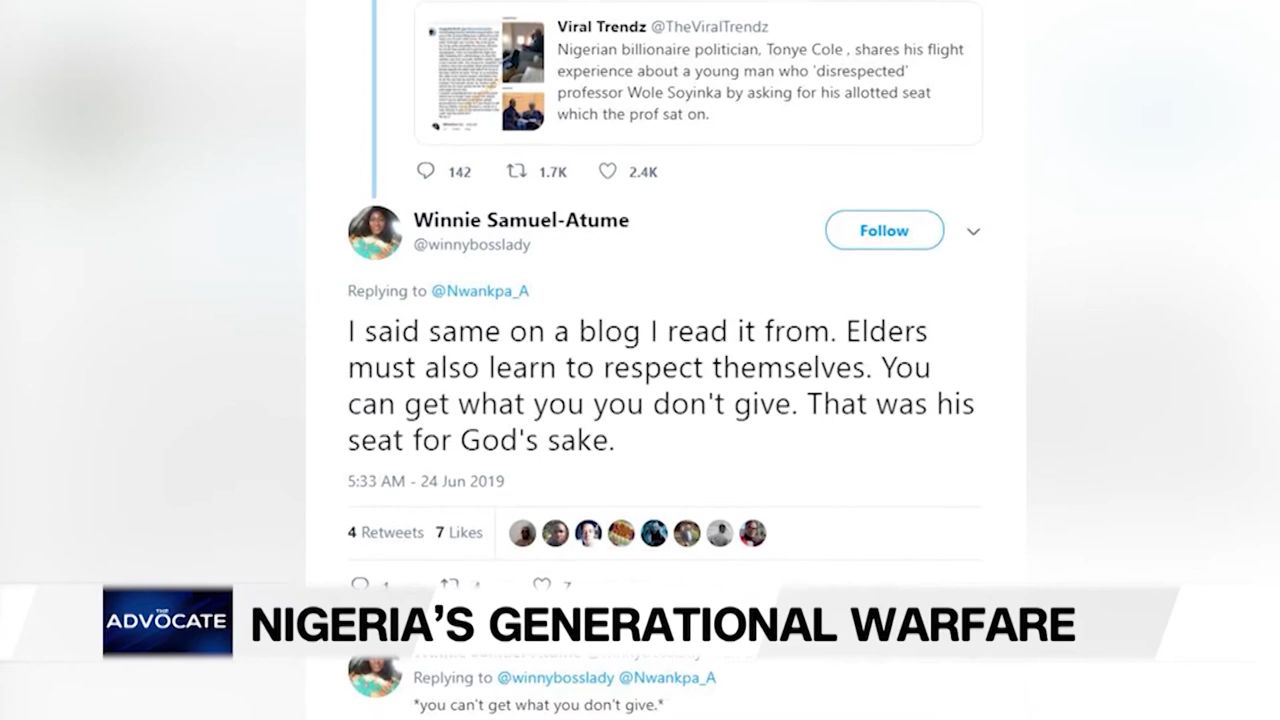 Viral Trendz @TheViralTrendz
Nigerian billionaire politician, Tonye Cole , shares his flight
experience about a young man who 'disrespected'
professor Wole Soyinka by asking for his allotted seat
which the prof sat on.
142 1.7K 2.4K
Winnie Samuel-Atume
@winnybosslady
Follow
Replying to @Nwankpa_A
I said same on a blog I read it from. Elders
must also learn to respect themselves. You
can get what you you don't give. That was his
seat for God's sake.
5:33 AM - 24 Jun 2019
4 Retweets 7 Likes
THE
ADVOCATE
NIGERIA'S GENERATIONAL WARFARE
Replying to @winnybosslady @Nwankpa_A
*you can't get what you don't give.*